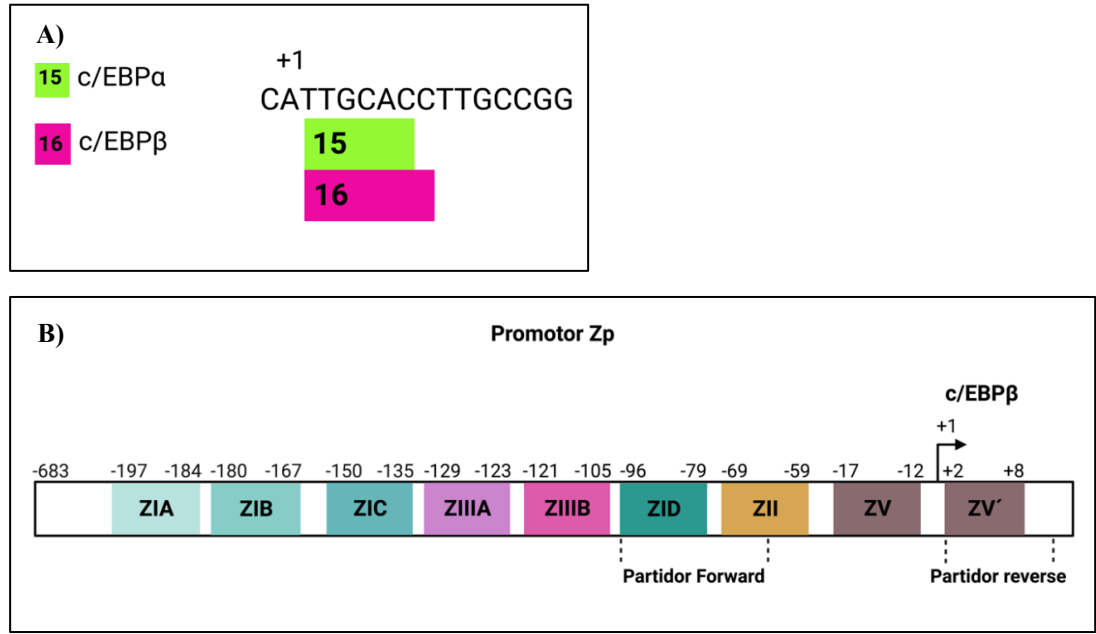 A)
15 c/EBPα
16 c/EBPβ
+1
CATTGCACCTTGCCGG
15
16
B)
Promotor Zp
c/EBPβ
+1
-683 -197 -184 -180 -167 -150 -135 -129 -123 -121 -105 -96 -79 -69 -59 -17 -12 +2 +8
ZIA ZIB ZIC ZIIIA ZIIIB ZID ZII ZV ZV´
Partidor Forward Partidor reverse